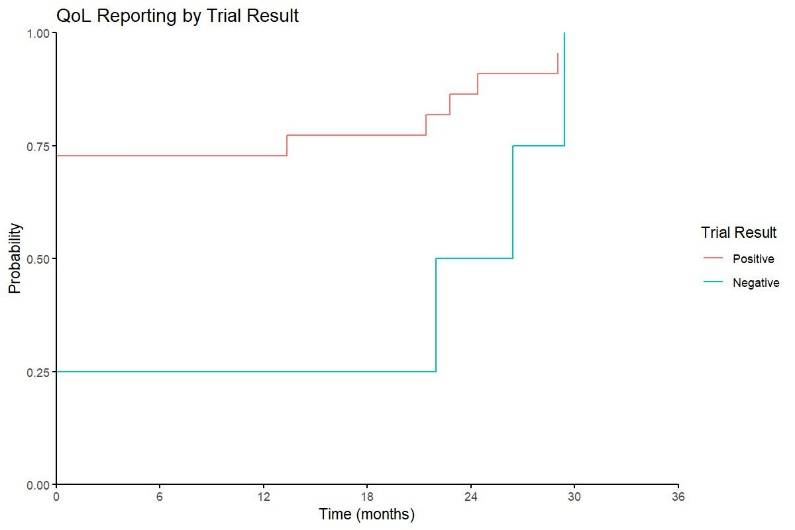 QoL Reporting by Trial Result
1.00
0.75
0.50
0.25
0.00
Probability
0 6 12 18 24 30 36
Time (months)
Trial Result
Positive
Negative